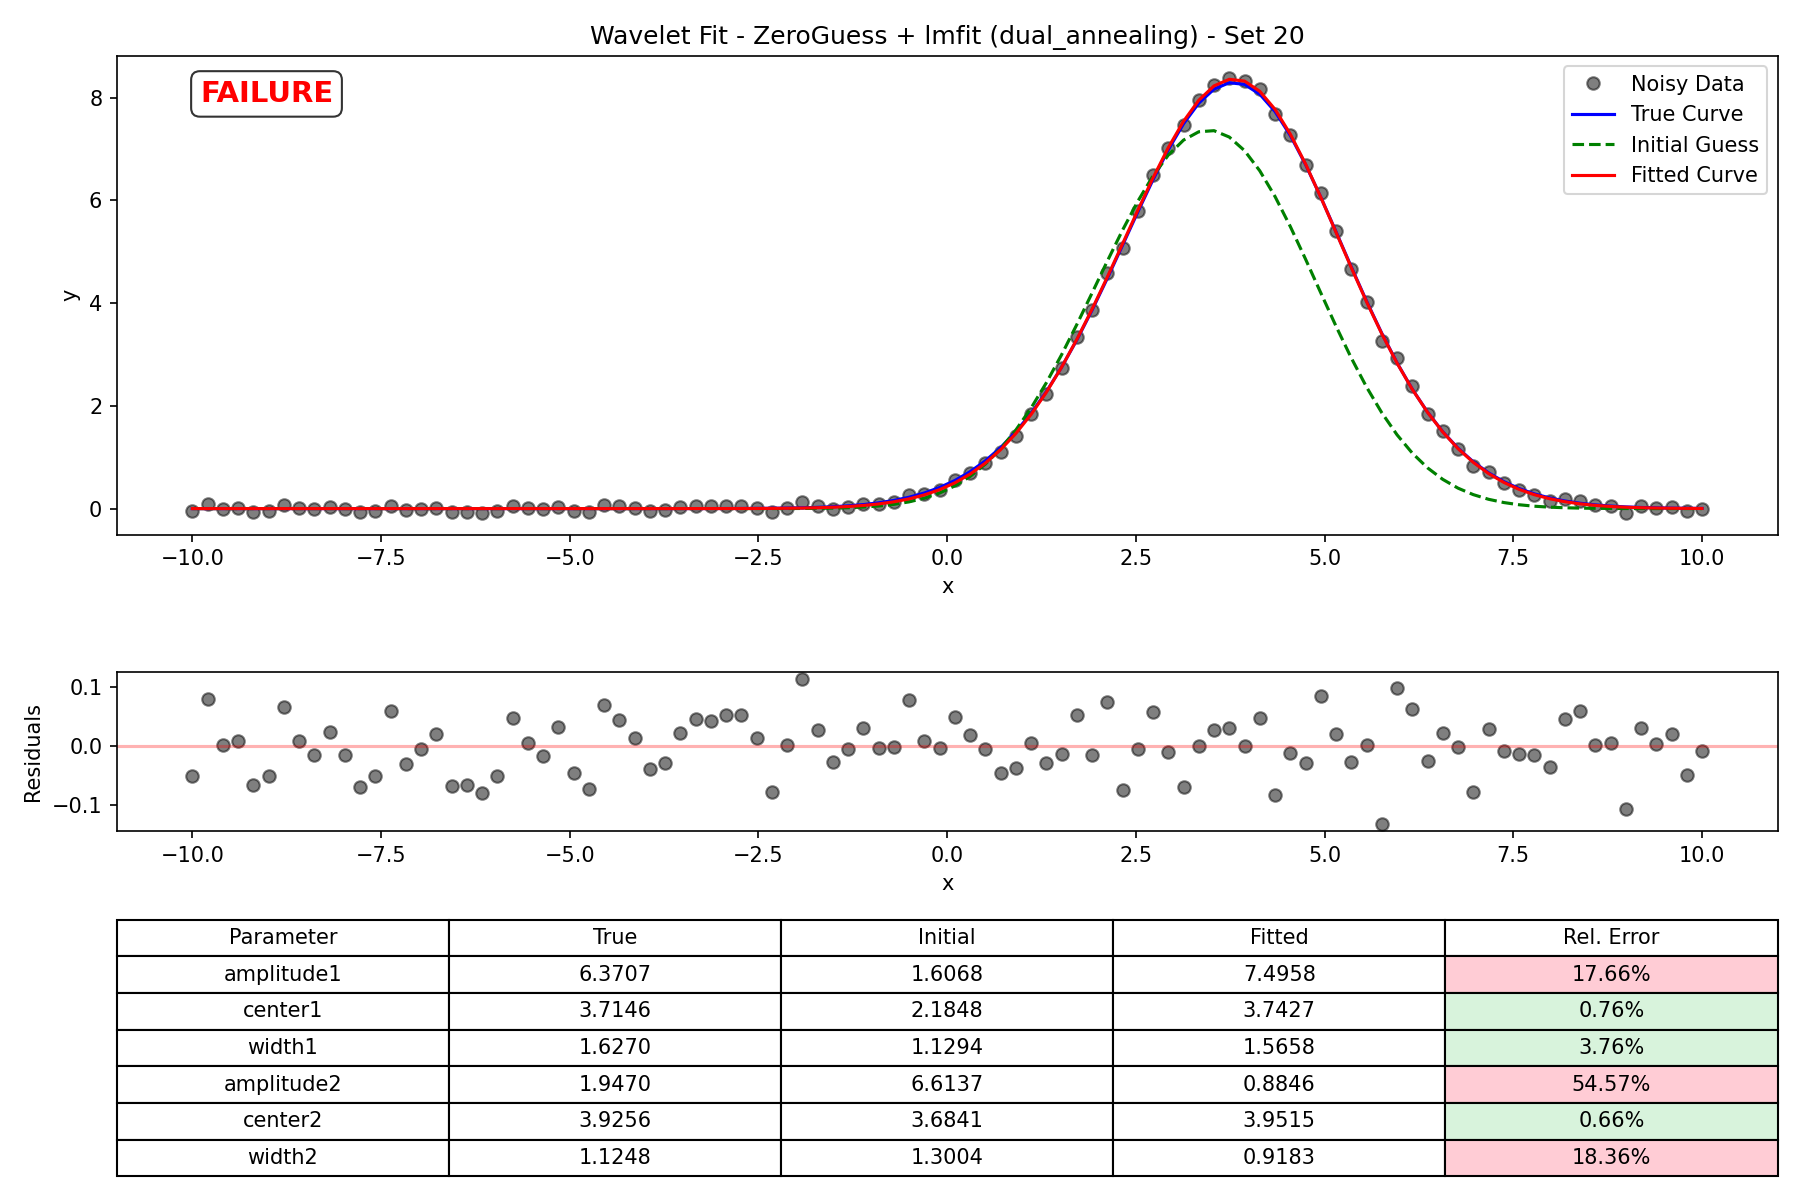 Wavelet Fit - ZeroGuess + lmfit (dual_annealing) - Set 20
FAILURE
Noisy Data
True Curve
Initial Guess
Fitted Curve
y
8
6
4
2
0
−10.0 −7.5 −5.0 −2.5 0.0 2.5 5.0 7.5 10.0
x
Residuals
0.1
0.0
−0.1
−10.0 −7.5 −5.0 −2.5 0.0 2.5 5.0 7.5 10.0
x
Parameter True Initial Fitted Rel. Error
amplitude1 6.3707 1.6068 7.4958 17.66%
center1 3.7146 2.1848 3.7427 0.76%
width1 1.6270 1.1294 1.5658 3.76%
amplitude2 1.9470 6.6137 0.8846 54.57%
center2 3.9256 3.6841 3.9515 0.66%
width2 1.1248 1.3004 0.9183 18.36%